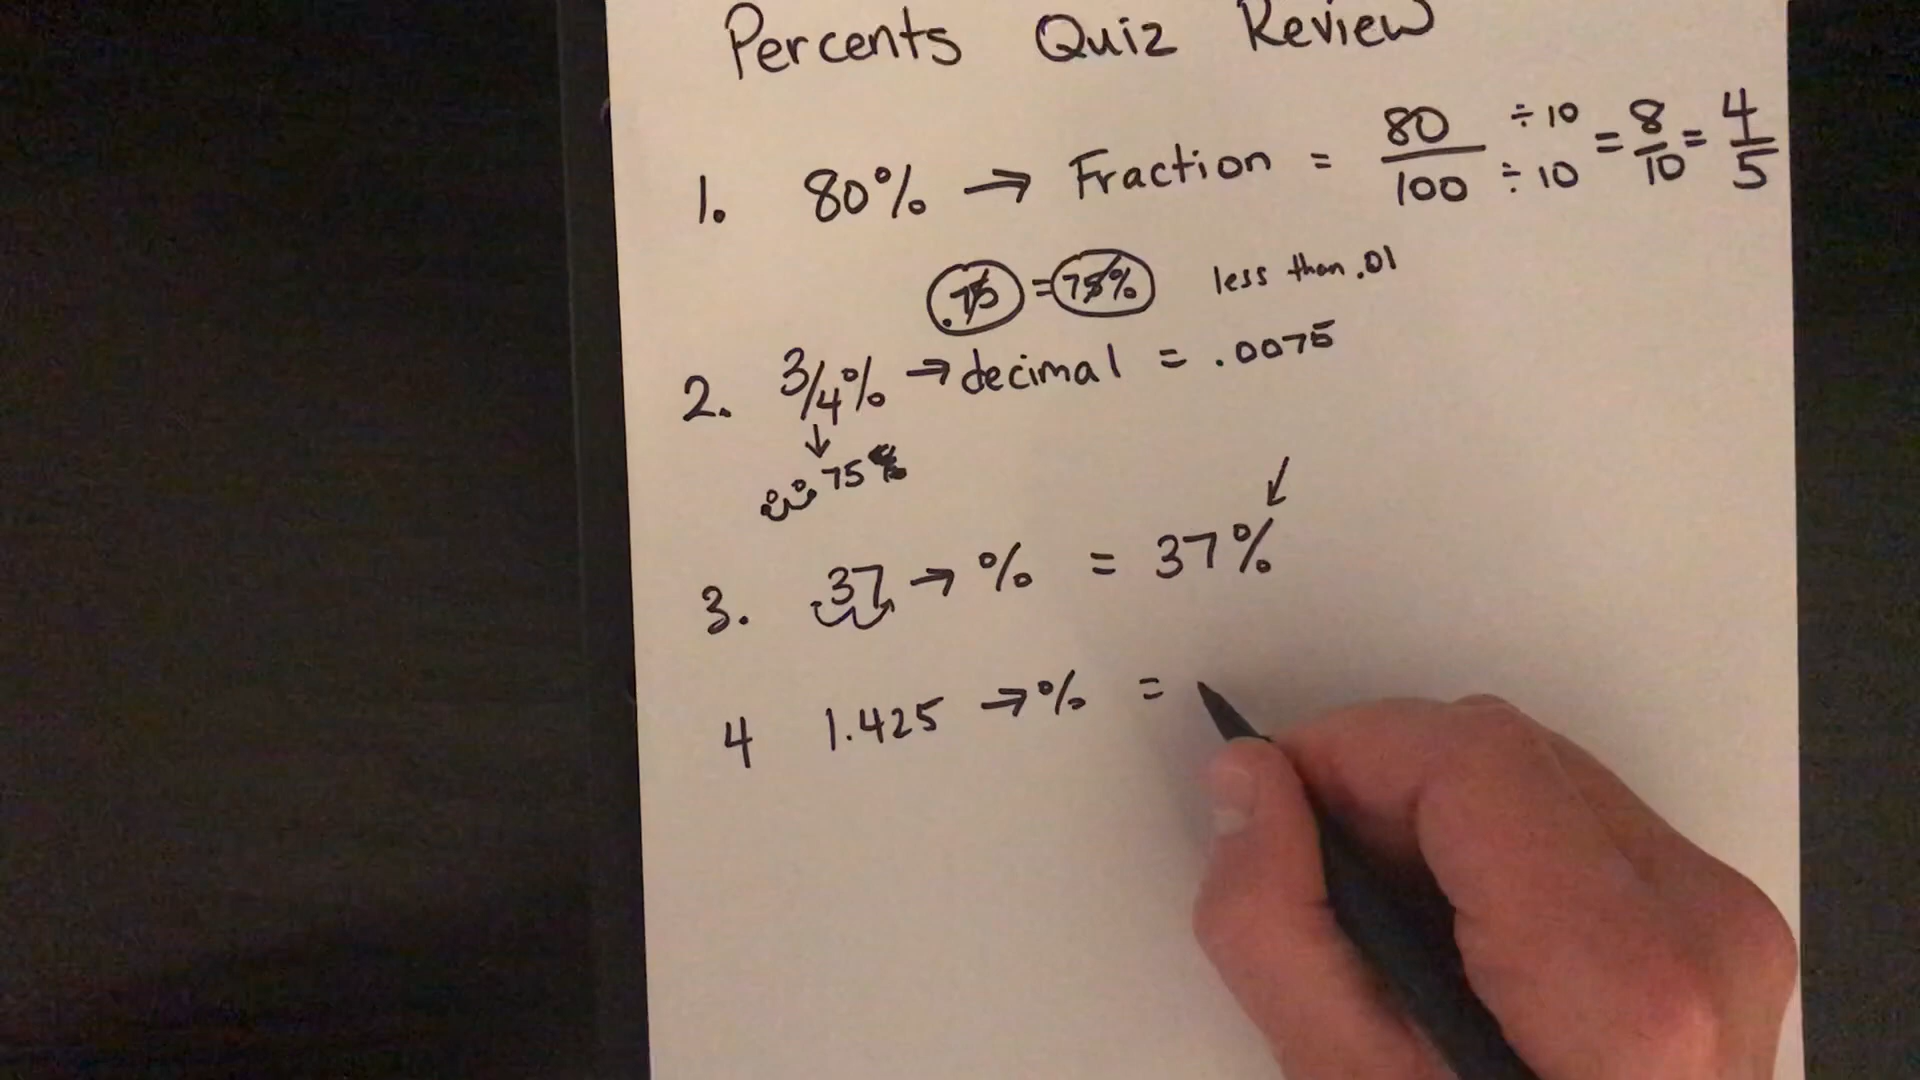 Percents Quiz Review
1. 80% → Fraction = 80/100 ÷10/÷10 = 8/10 = 4/5
.75 = 75% less than .01
2. 3/4% → decimal = .0075
↓
.0075
↙
3. .37 → % = 37%
4 1.425 → % =